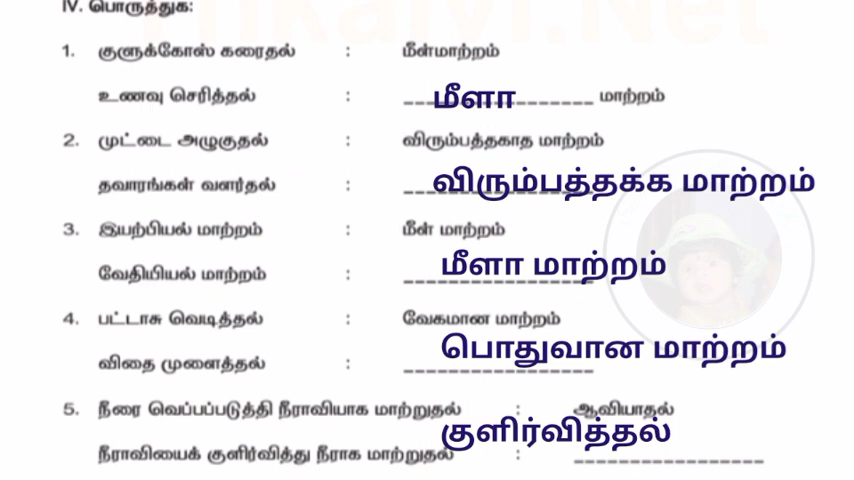 IV. பொருத்துக:
1. குளுக்கோஸ் கரைதல் : மீள்மாற்றம்
உணவு செரித்தல் : மீளா மாற்றம்
2. முட்டை அழுகுதல் : விரும்பத்தகாத மாற்றம்
தவாரங்கள் வளர்தல் : விரும்பத்தக்க மாற்றம்
3. இயற்பியல் மாற்றம் : மீள் மாற்றம்
வேதியியல் மாற்றம் : மீளா மாற்றம்
4. பட்டாசு வெடித்தல் : வேகமான மாற்றம்
விதை முளைத்தல் : பொதுவான மாற்றம்
5. நீரை வெப்பப்படுத்தி நீராவியாக மாற்றுதல் : ஆவியாதல்
நீராவியைக் குளிர்வித்து நீராக மாற்றுதல் : குளிர்வித்தல்